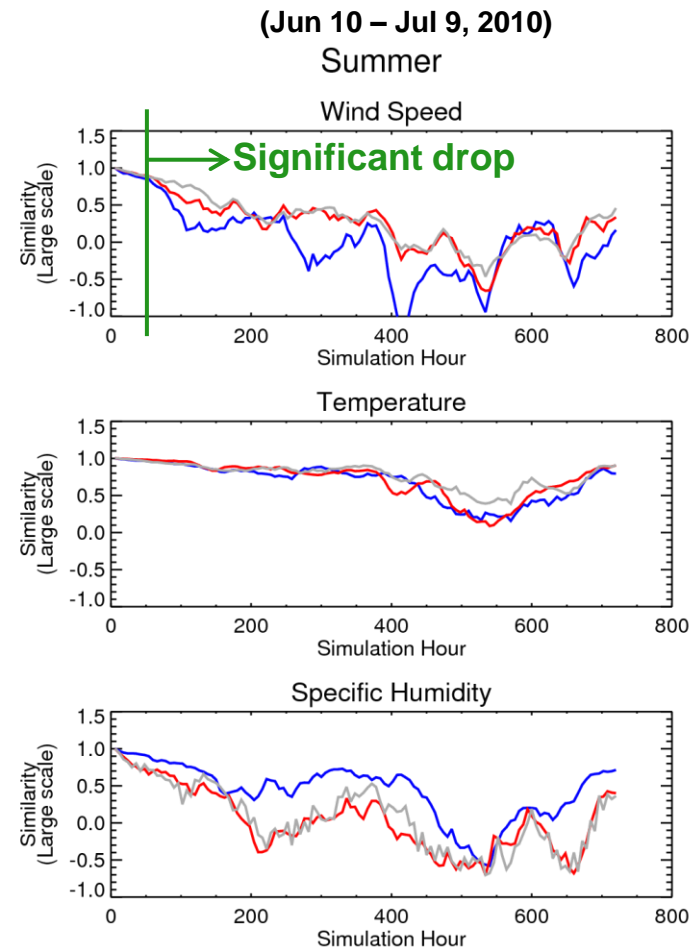 (Jun 10 – Jul 9, 2010)
Summer
Wind Speed
1.5
1.0
0.5
0.0
-0.5
-1.0
Similarity
(Large scale)
Significant drop
0 200 400 600 800
Simulation Hour
Temperature
1.5
1.0
0.5
0.0
-0.5
-1.0
Similarity
(Large scale)
0 200 400 600 800
Simulation Hour
Specific Humidity
1.5
1.0
0.5
0.0
-0.5
-1.0
Similarity
(Large scale)
0 200 400 600 800
Simulation Hour